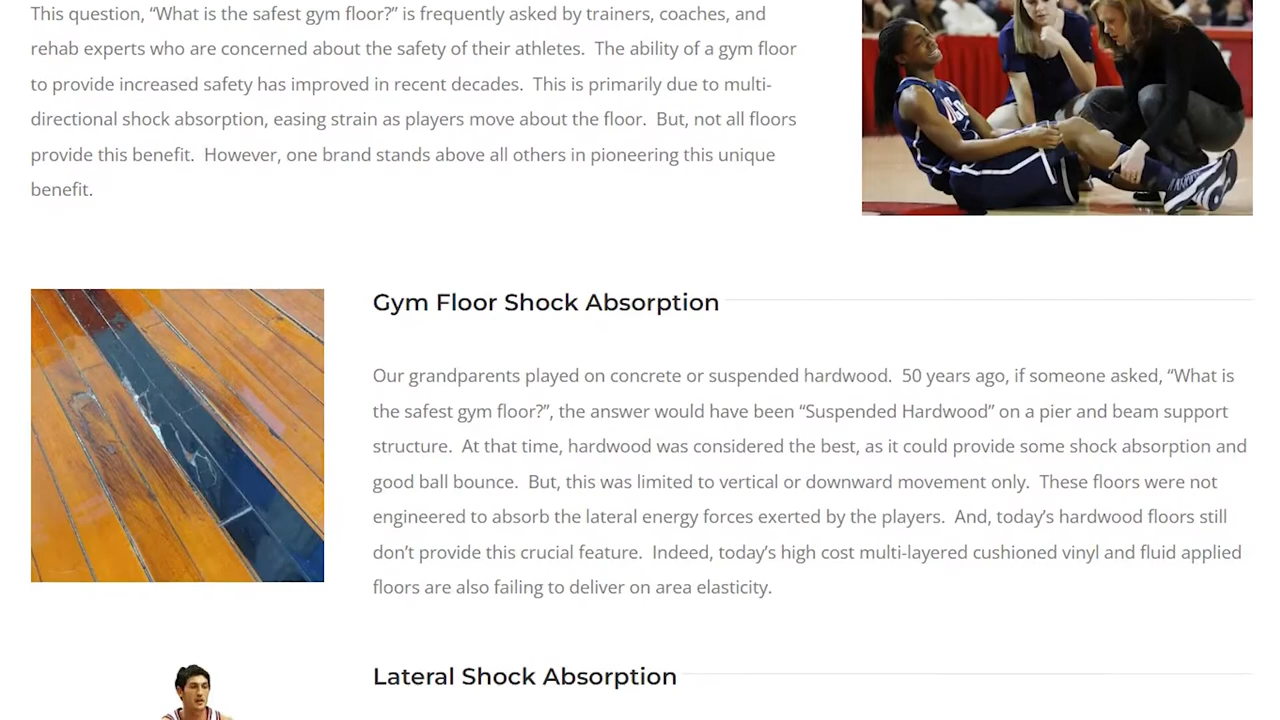 This question, “What is the safest gym floor?” is frequently asked by trainers, coaches, and
rehab experts who are concerned about the safety of their athletes.  The ability of a gym floor
to provide increased safety has improved in recent decades.  This is primarily due to multi-
directional shock absorption, easing strain as players move about the floor.  But, not all floors
provide this benefit.  However, one brand stands above all others in pioneering this unique
benefit.
Gym Floor Shock Absorption
Our grandparents played on concrete or suspended hardwood.  50 years ago, if someone asked, “What is
the safest gym floor?”, the answer would have been “Suspended Hardwood” on a pier and beam support
structure.  At that time, hardwood was considered the best, as it could provide some shock absorption and
good ball bounce.  But, this was limited to vertical or downward movement only.  These floors were not
engineered to absorb the lateral energy forces exerted by the players.  And, today’s hardwood floors still
don’t provide this crucial feature.  Indeed, today’s high cost multi-layered cushioned vinyl and fluid applied
floors are also failing to deliver on area elasticity.
Lateral Shock Absorption